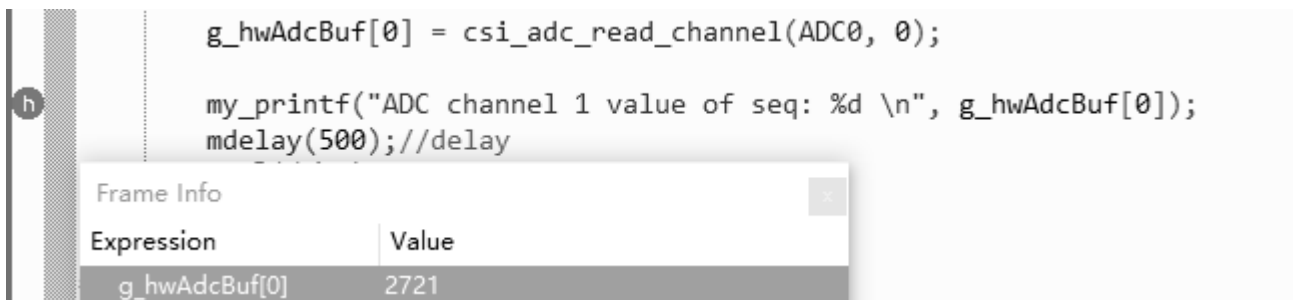 g_hwAdcBuf[0] = csi_adc_read_channel(ADC0, 0);
h
my_printf("ADC channel 1 value of seq: %d \n", g_hwAdcBuf[0]);
mdelay(500);//delay
Frame Info x
Expression Value
g_hwAdcBuf[0] 2721